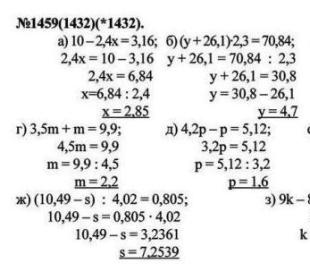 №1459(1432)(*1432).
а) 10 – 2,4x = 3,16; б) (y + 26,1)·2,3 = 70,84;
2,4x = 10 – 3,16 y + 26,1 = 70,84 : 2,3
2,4x = 6,84 y + 26,1 = 30,8
x=6,84 : 2,4 y = 30,8 – 26,1
x = 2,85 y = 4,7
г) 3,5m + m = 9,9; д) 4,2p – p = 5,12;
4,5m = 9,9 3,2p = 5,12
m = 9,9 : 4,5 p = 5,12 : 3,2
m = 2,2 p = 1,6
ж) (10,49 – s) : 4,02 = 0,805; з) 9k –
10,49 – s = 0,805 · 4,02
10,49 – s = 3,2361 k
s = 7,2539